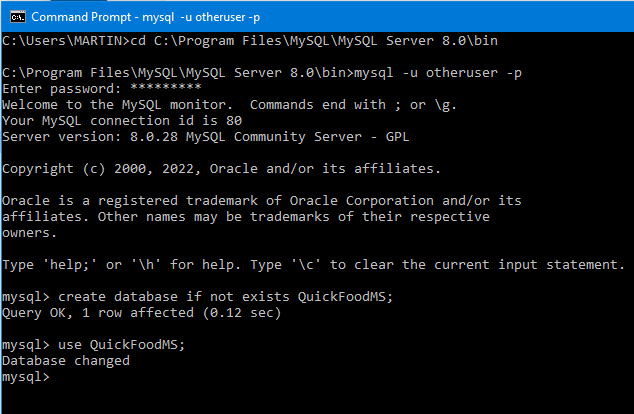 Command Prompt - mysql -u otheruser -p
C:\Users\MARTIN>cd C:\Program Files\MySQL\MySQL Server 8.0\bin
C:\Program Files\MySQL\MySQL Server 8.0\bin>mysql -u otheruser -p
Enter password: *********
Welcome to the MySQL monitor.  Commands end with ; or \g.
Your MySQL connection id is 80
Server version: 8.0.28 MySQL Community Server - GPL
Copyright (c) 2000, 2022, Oracle and/or its affiliates.
Oracle is a registered trademark of Oracle Corporation and/or its
affiliates. Other names may be trademarks of their respective
owners.
Type 'help;' or '\h' for help. Type '\c' to clear the current input statement.
mysql> create database if not exists QuickFoodMS;
Query OK, 1 row affected (0.12 sec)
mysql> use QuickFoodMS;
Database changed
mysql>